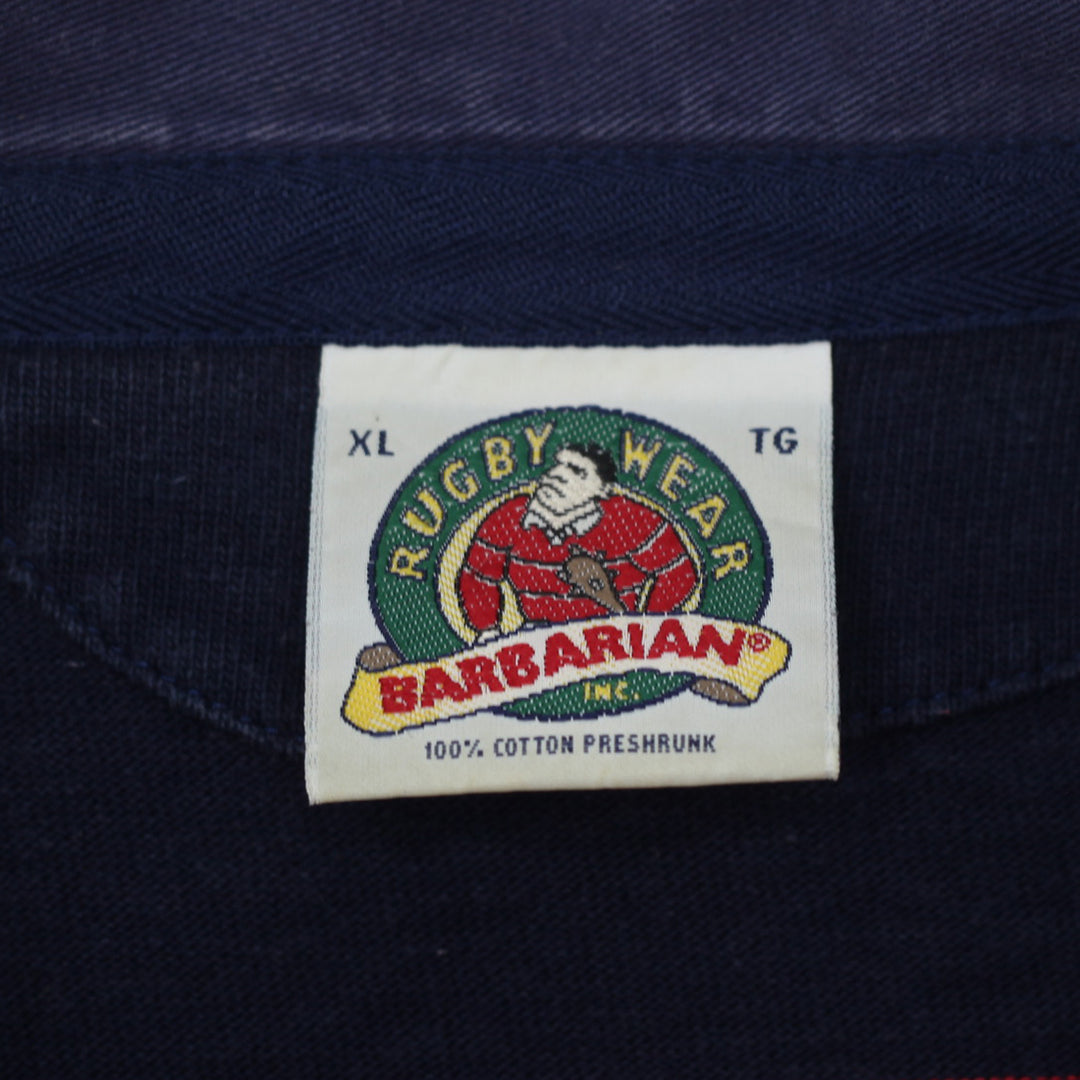 XL TG
RUGBY WEAR
BARBARIAN®
INC.
100% COTTON PRESHRUNK